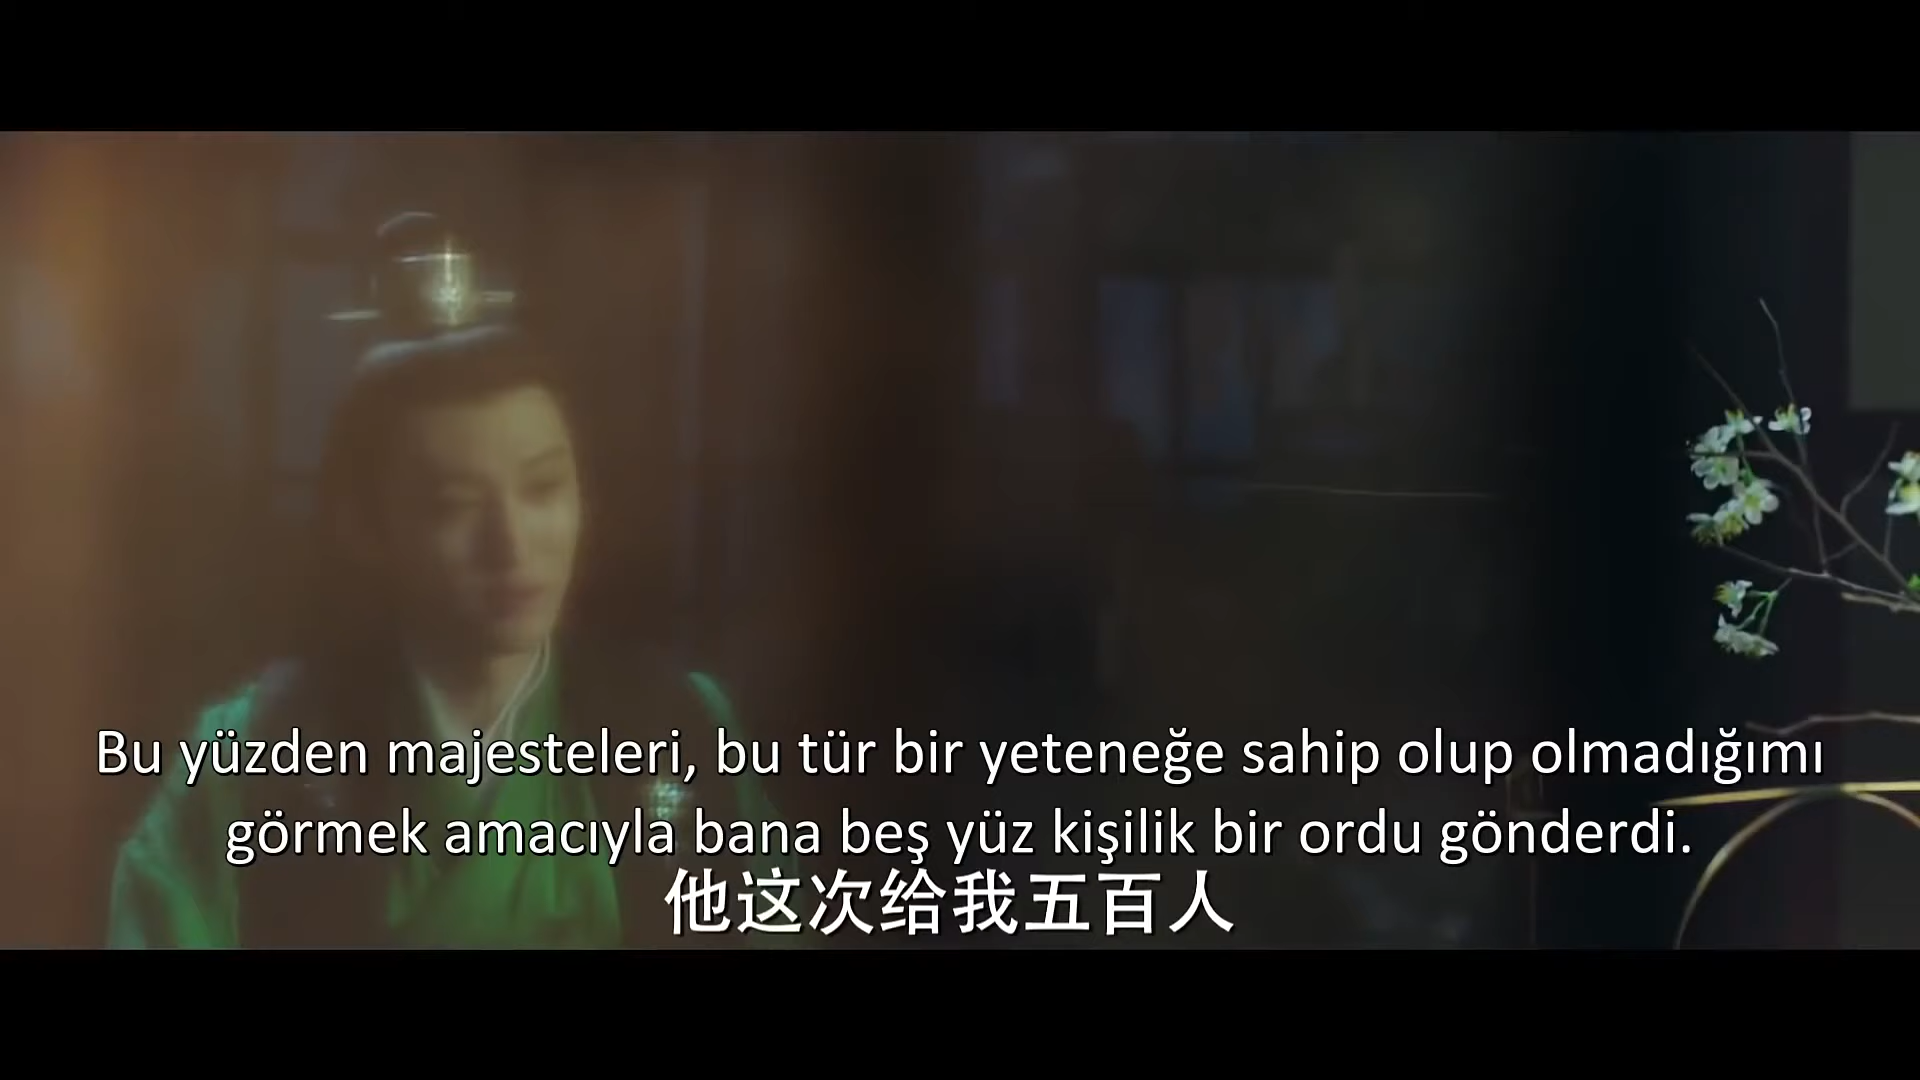 Bu yüzden majesteleri, bu tür bir yeteneğe sahip olup olmadığımı
görmek amacıyla bana beş yüz kişilik bir ordu gönderdi.
他这次给我五百人